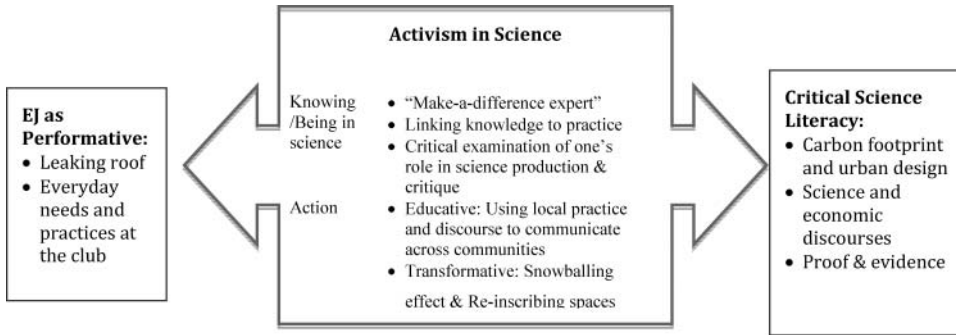 Activism in Science
EJ as
Performative:
• Leaking roof
• Everyday
needs and
practices at
the club
Knowing
/Being in
science
Action
• “Make-a-difference expert”
• Linking knowledge to practice
• Critical examination of one’s
role in science production &
critique
• Educative: Using local practice
and discourse to communicate
across communities
• Transformative: Snowballing
effect & Re-inscribing spaces
Critical Science
Literacy:
• Carbon footprint
and urban design
• Science and
economic
discourses
• Proof & evidence